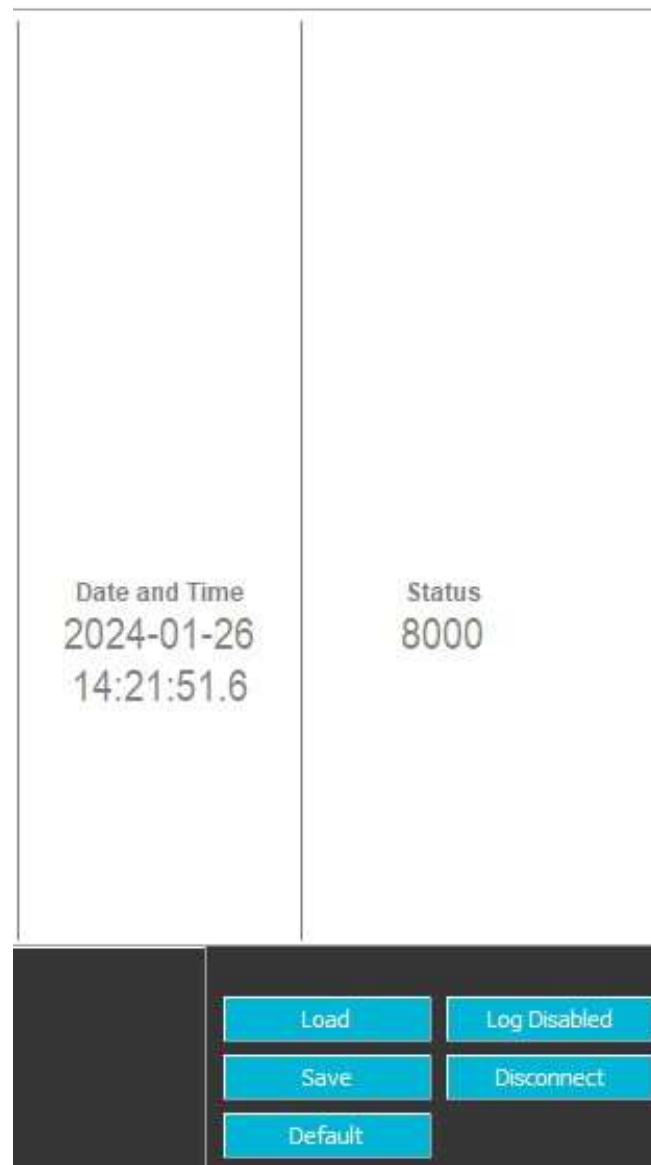 Date and Time
2024-01-26
14:21:51.6
Status
8000
Load
Log Disabled
Save
Disconnect
Default